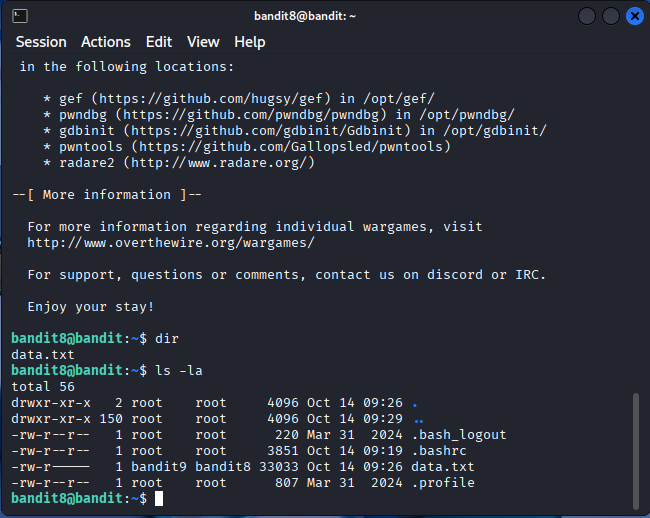 bandit8@bandit: ~
Session Actions Edit View Help
in the following locations:
* gef (https://github.com/hugsy/gef) in /opt/gef/
* pwndbg (https://github.com/pwndbg/pwndbg) in /opt/pwndbg/
* gdbinit (https://github.com/gdbinit/Gdbinit) in /opt/gdbinit/
* pwntools (https://github.com/Gallopsled/pwntools)
* radare2 (http://www.radare.org/)
--[ More information ]--
For more information regarding individual wargames, visit
http://www.overthewire.org/wargames/
For support, questions or comments, contact us on discord or IRC.
Enjoy your stay!
bandit8@bandit:~$ dir
data.txt
bandit8@bandit:~$ ls -la
total 56
drwxr-xr-x 2 root root 4096 Oct 14 09:26 .
drwxr-xr-x 150 root root 4096 Oct 14 09:29 ..
-rw-r--r-- 1 root root 220 Mar 31 2024 .bash_logout
-rw-r--r-- 1 root root 3851 Oct 14 09:19 .bashrc
-rw-r----- 1 bandit9 bandit8 33033 Oct 14 09:26 data.txt
-rw-r--r-- 1 root root 807 Mar 31 2024 .profile
bandit8@bandit:~$